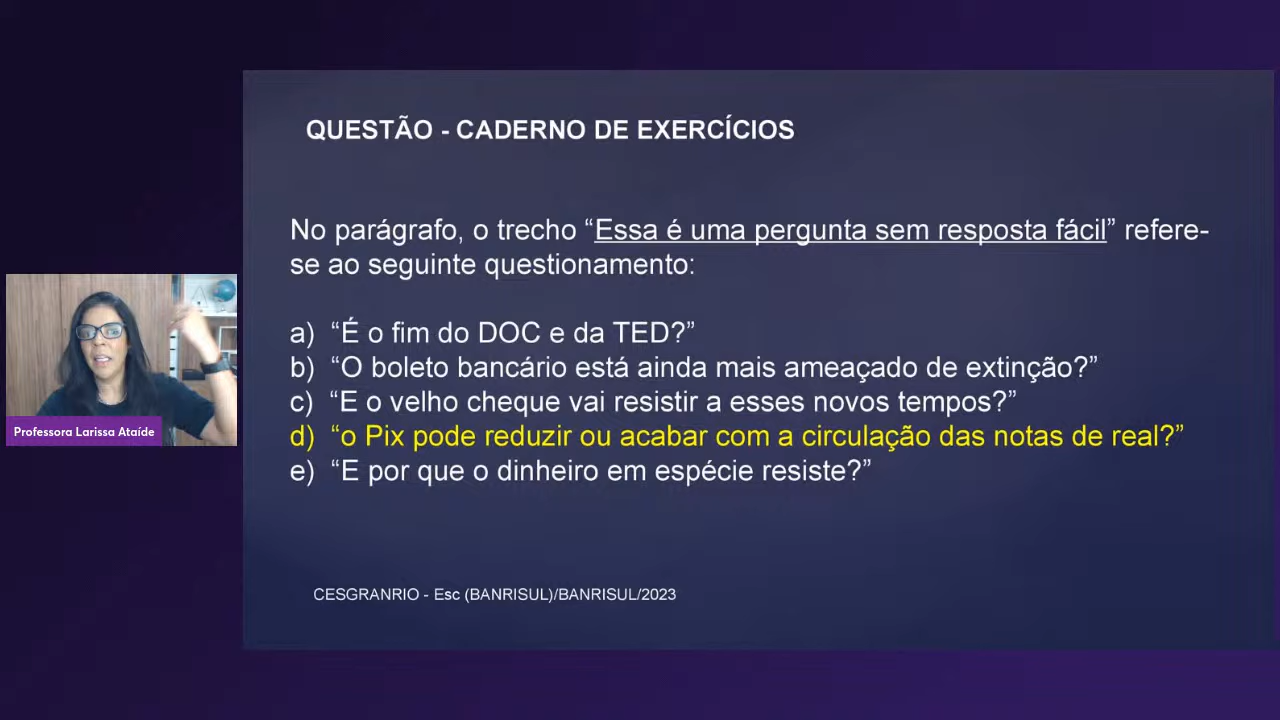 QUESTÃO - CADERNO DE EXERCÍCIOS
No parágrafo, o trecho “Essa é uma pergunta sem resposta fácil” refere-
se ao seguinte questionamento:
a) “É o fim do DOC e da TED?”
b) “O boleto bancário está ainda mais ameaçado de extinção?”
c) “E o velho cheque vai resistir a esses novos tempos?”
d) “o Pix pode reduzir ou acabar com a circulação das notas de real?”
e) “E por que o dinheiro em espécie resiste?”
CESGRANRIO - Esc (BANRISUL)/BANRISUL/2023
Professora Larissa Ataíde